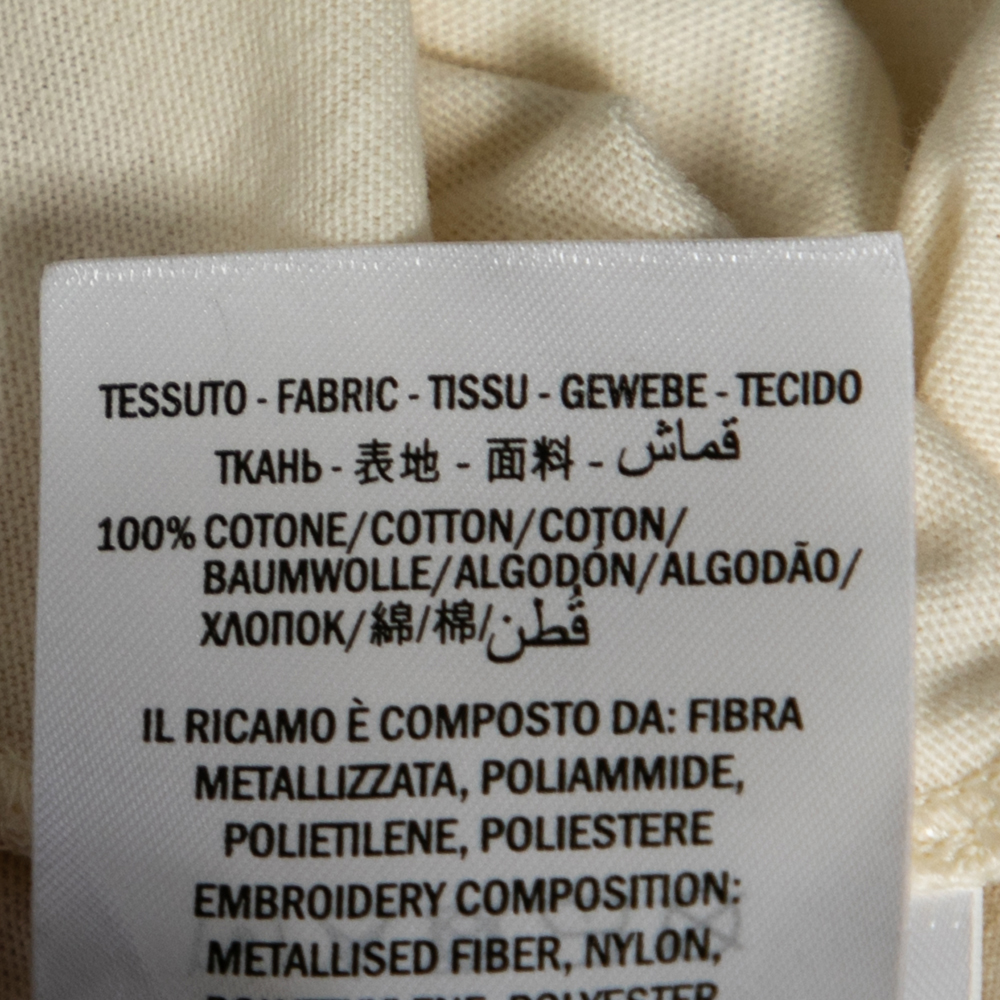 TESSUTO - FABRIC - TISSU - GEWEBE - TECIDO
ТКАНЬ - 表地 - 面料 - قماش
100% COTONE/COTTON/COTON/
BAUMWOLLE/ALGODÓN/ALGODÃO/
ХЛОПОК/綿/棉/قُطن
IL RICAMO È COMPOSTO DA: FIBRA
METALLIZZATA, POLIAMMIDE,
POLIETILENE, POLIESTERE
EMBROIDERY COMPOSITION:
METALLISED FIBER, NYLON,
POLYESTER